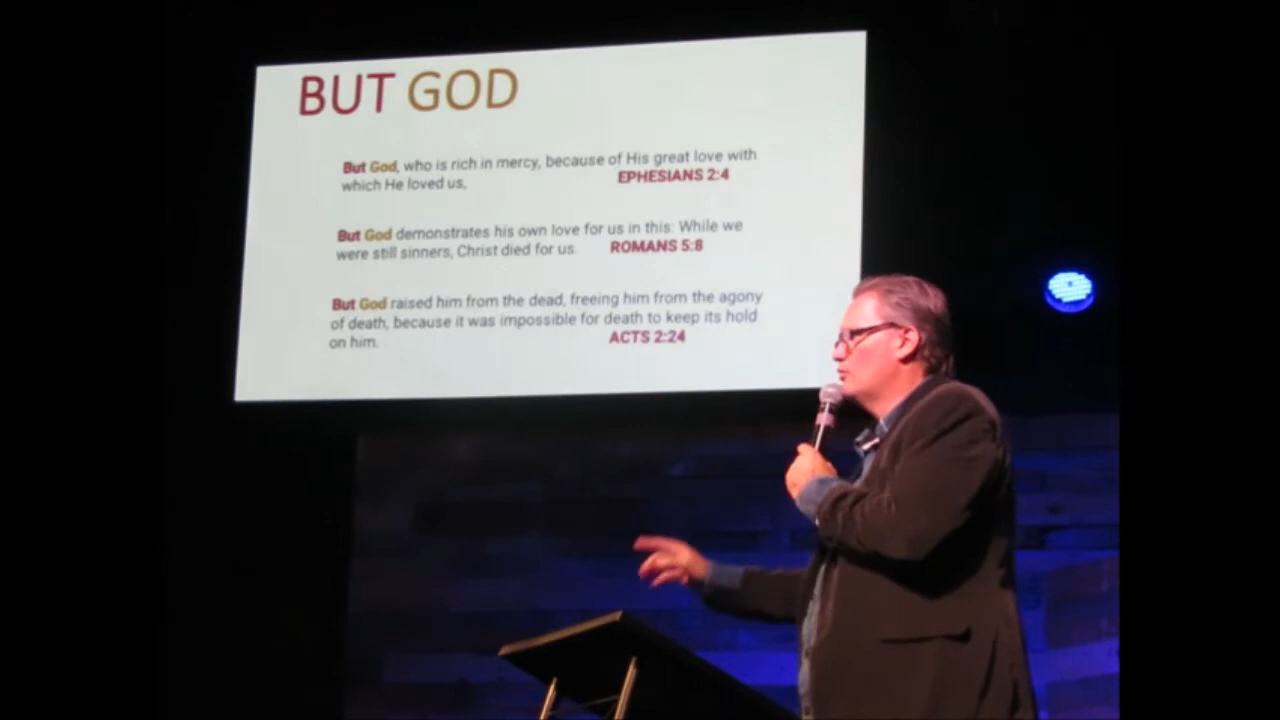 BUT GOD
But God, who is rich in mercy, because of His great love with
which He loved us, EPHESIANS 2:4
But God demonstrates his own love for us in this: While we
were still sinners, Christ died for us. ROMANS 5:8
But God raised him from the dead, freeing him from the agony
of death, because it was impossible for death to keep its hold
on him. ACTS 2:24